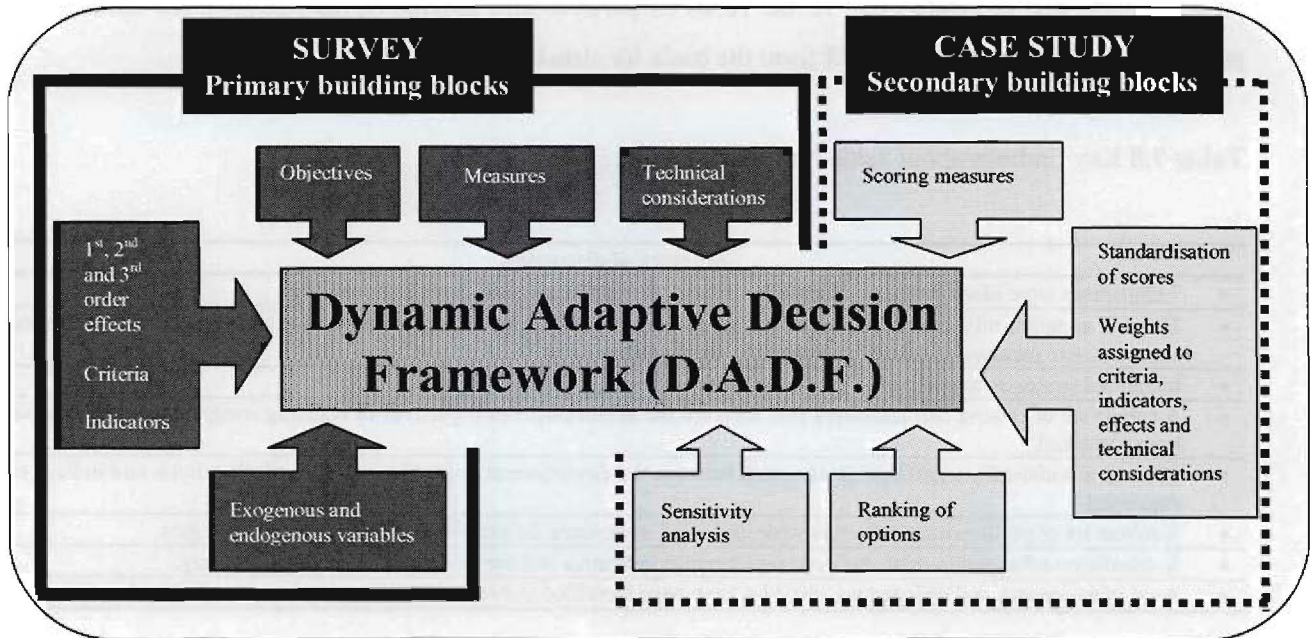 SURVEY
Primary building blocks
CASE STUDY
Secondary building blocks
Objectives
Measures
Technical
considerations
Scoring measures
1st, 2nd
and 3rd
order
effects
Criteria
Indicators
Dynamic Adaptive Decision
Framework (D.A.D.F.)
Standardisation
of scores
Weights
assigned to
criteria,
indicators,
effects and
technical
considerations
Exogenous and
endogenous variables
Sensitivity
analysis
Ranking of
options